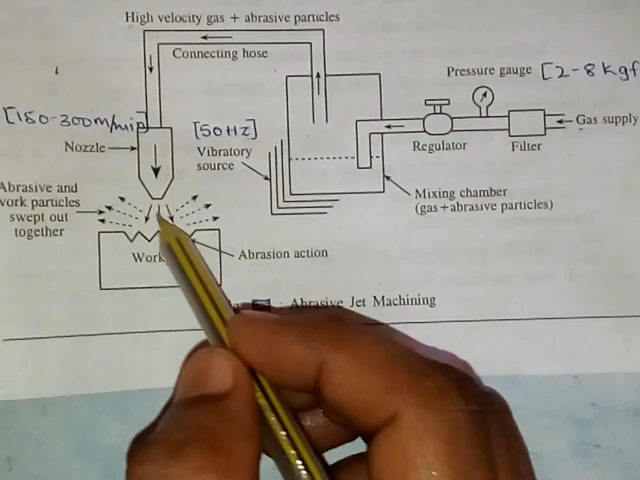 High velocity gas + abrasive particles
Connecting hose
Pressure gauge [2-8 kgf
[150-300m/min]
[50Hz]
Gas supply
Nozzle
Vibratory
source
Regulator
Filter
Abrasive and
work particles
swept out
together
Mixing chamber
(gas+abrasive particles)
Work
Abrasion action
: Abrasive Jet Machining